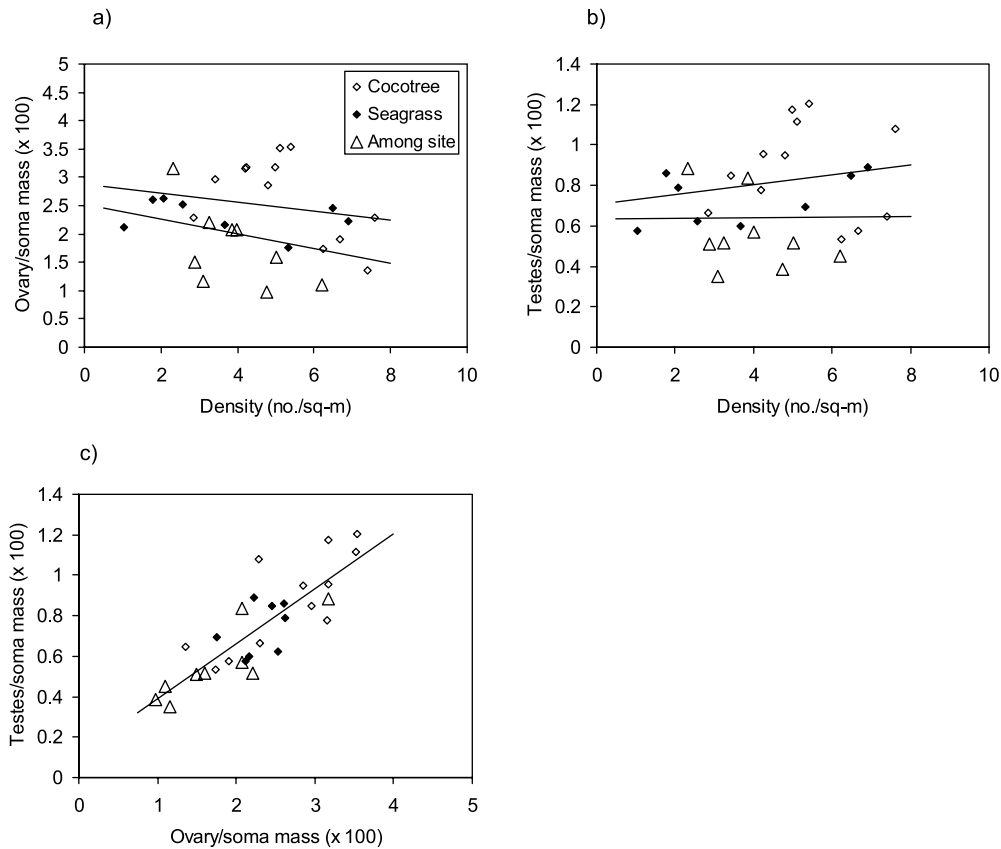 a)
5
4.5
4
3.5
3
2.5
2
1.5
1
0.5
0
Ovary/soma mass (x 100)
0 2 4 6 8 10
Density (no./sq-m)
Cocotree
Seagrass
Among site
b)
1.4
1.2
1
0.8
0.6
0.4
0.2
0
Testes/soma mass (x 100)
0 2 4 6 8 10
Density (no./sq-m)
c)
1.4
1.2
1
0.8
0.6
0.4
0.2
0
Testes/soma mass (x 100)
0 1 2 3 4 5
Ovary/soma mass (x 100)